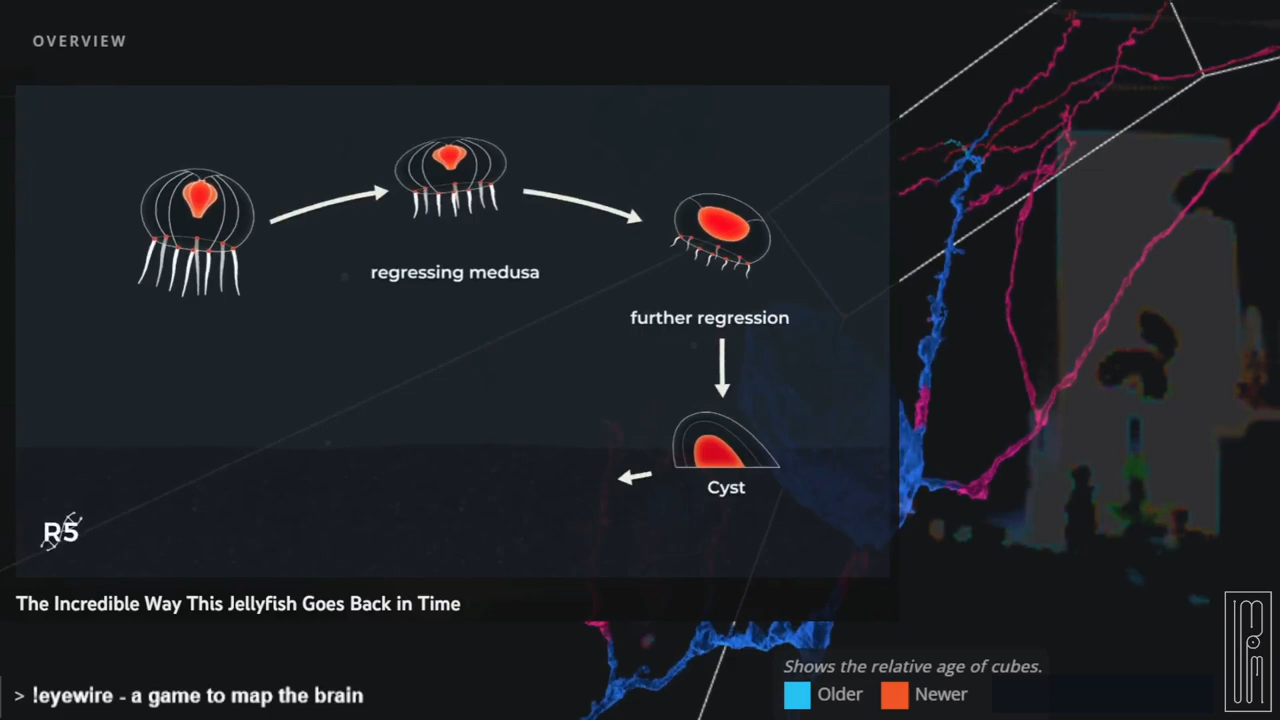 OVERVIEW
regressing medusa
further regression
Cyst
R5
The Incredible Way This Jellyfish Goes Back in Time
Shows the relative age of cubes.
Older Newer
> !eyewire - a game to map the brain